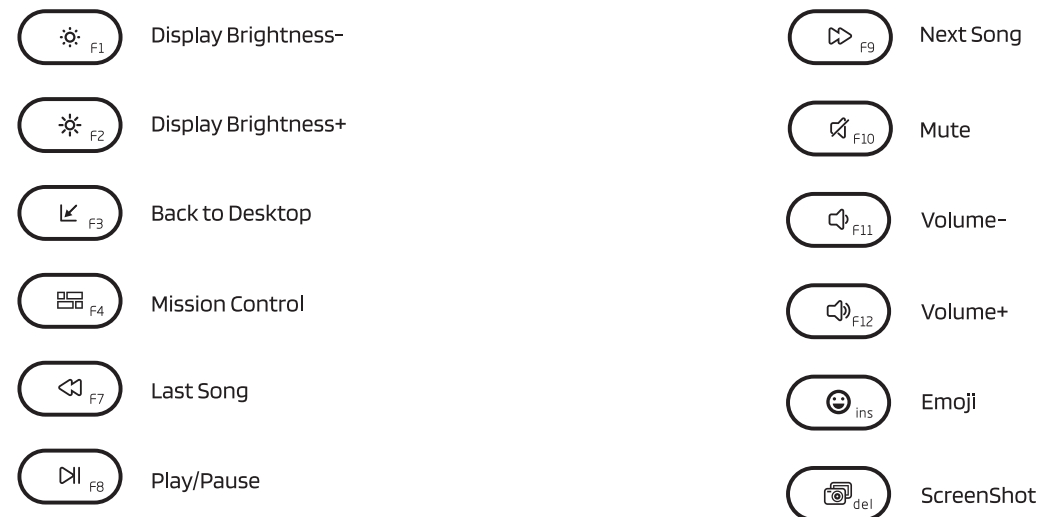 F1 Display Brightness-
F2 Display Brightness+
F3 Back to Desktop
F4 Mission Control
F7 Last Song
F8 Play/Pause
F9 Next Song
F10 Mute
F11 Volume-
F12 Volume+
ins Emoji
del ScreenShot